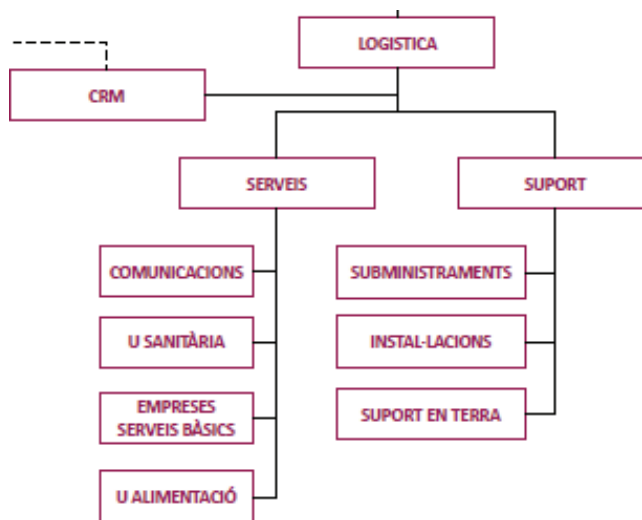 LOGISTICA
CRM
SERVEIS
SUPORT
COMUNICACIONS
SUBMINISTRAMENTS
U SANITÀRIA
INSTAL-LACIONS
EMPRESES
SERVEIS BÀSICS
SUPORT EN TERRA
U ALIMENTACIÓ